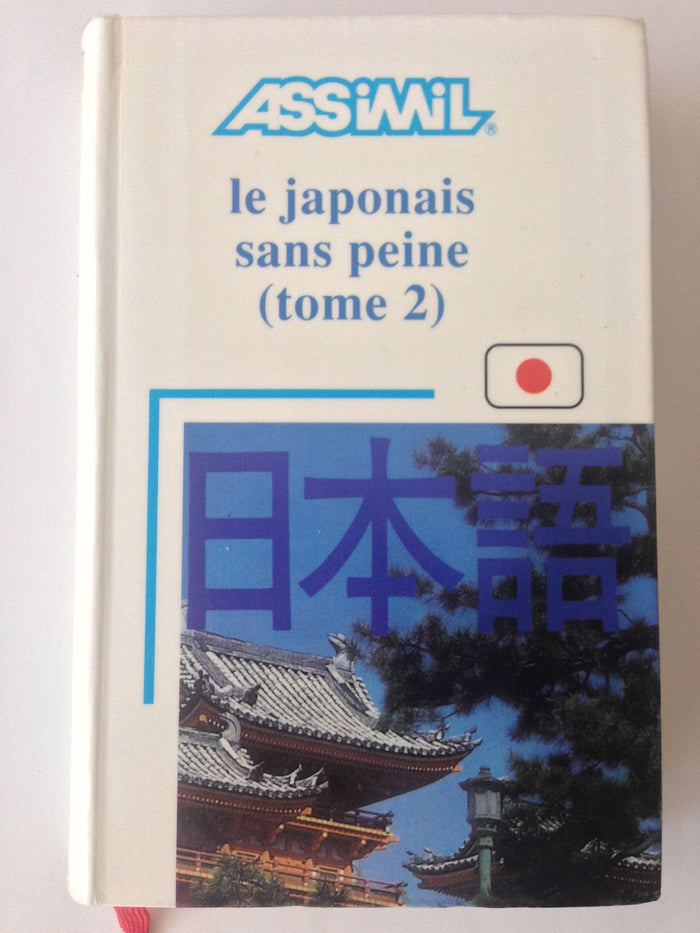 ASSiMiL®
le japonais
sans peine
(tome 2)
日本語